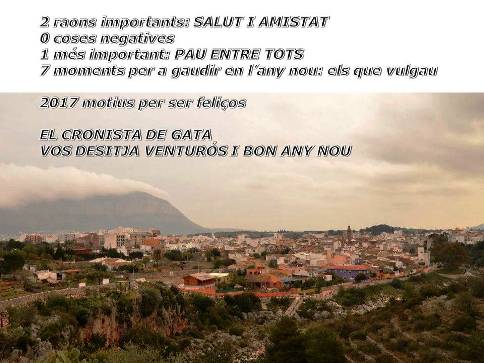 2 raons importants: SALUT I AMISTAT
0 coses negatives
1 més important: PAU ENTRE TOTS
7 moments per a gaudir en l'any nou: els que vulgau
2017 motius per ser feliços
EL CRONISTA DE GATA
VOS DESITJA VENTURÓS I BON ANY NOU